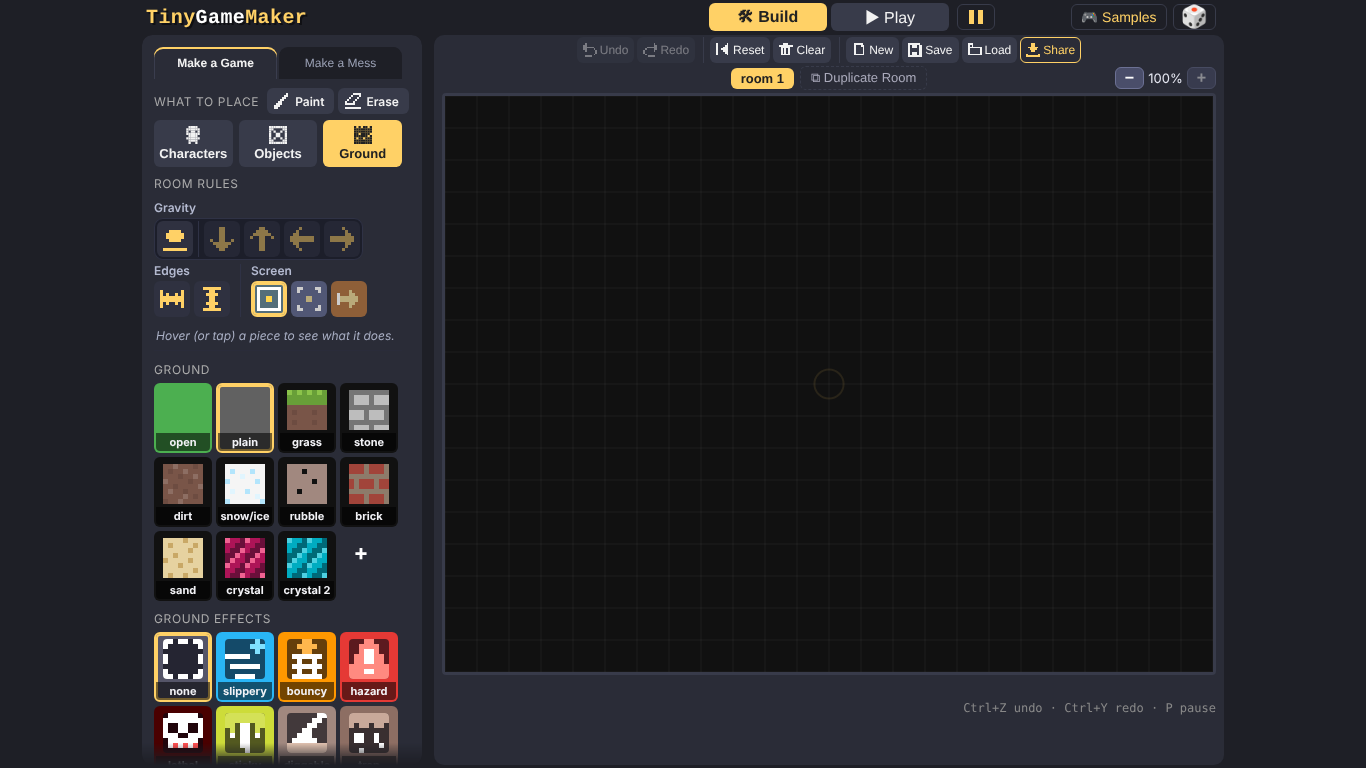 TinyGameMaker
Build
Play
Samples
Make a Game
Make a Mess
Undo
Redo
Reset
Clear
New
Save
Load
Share
room 1
Duplicate Room
100%
WHAT TO PLACE
Paint
Erase
Characters
Objects
Ground
ROOM RULES
Gravity
Edges
Screen
Hover (or tap) a piece to see what it does.
GROUND
open
plain
grass
stone
dirt
snow/ice
rubble
brick
sand
crystal
crystal 2
GROUND EFFECTS
none
slippery
bouncy
hazard
Ctrl+Z undo · Ctrl+Y redo · P pause